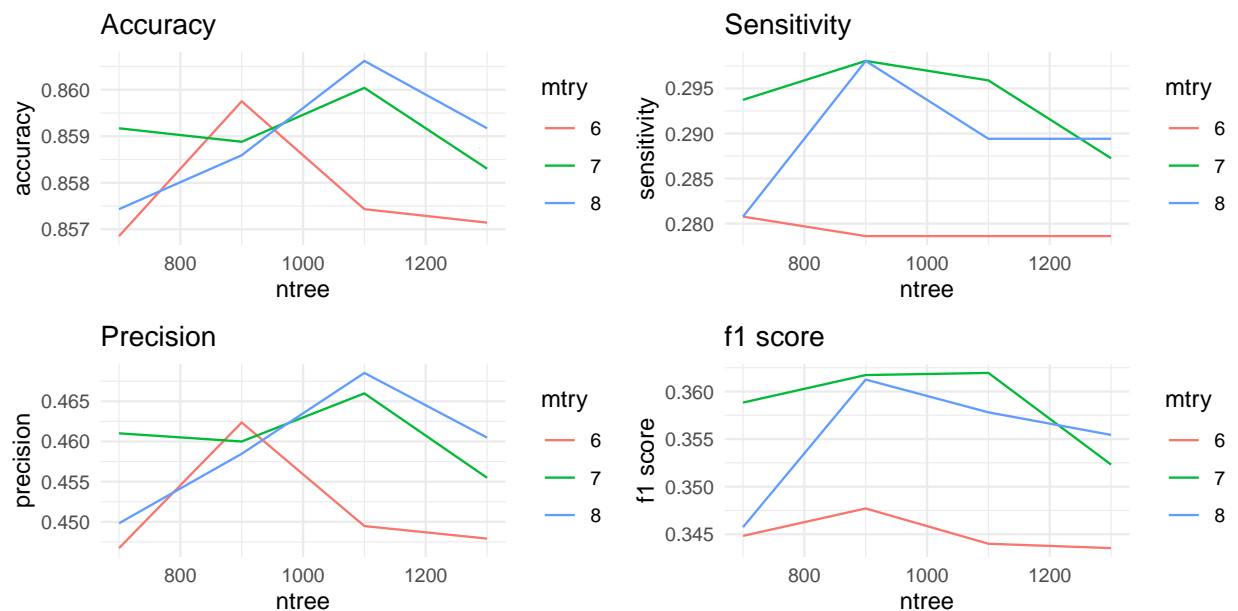 Accuracy
accuracy
0.860
0.859
0.858
0.857
800 1000 1200
ntree
mtry
6
7
8
Sensitivity
sensitivity
0.295
0.290
0.285
0.280
800 1000 1200
ntree
mtry
6
7
8
Precision
precision
0.465
0.460
0.455
0.450
800 1000 1200
ntree
mtry
6
7
8
f1 score
f1 score
0.360
0.355
0.350
0.345
800 1000 1200
ntree
mtry
6
7
8